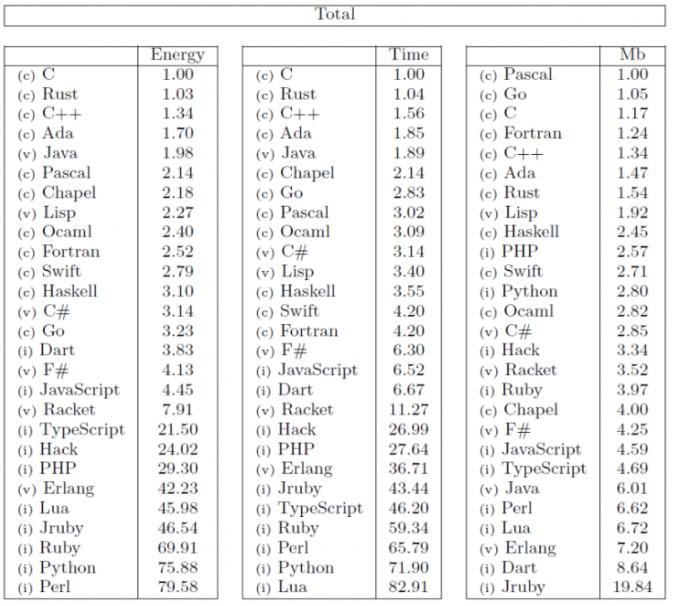 Total
Energy
(c) C 1.00
(c) Rust 1.03
(c) C++ 1.34
(c) Ada 1.70
(v) Java 1.98
(c) Pascal 2.14
(c) Chapel 2.18
(v) Lisp 2.27
(c) Ocaml 2.40
(c) Fortran 2.52
(c) Swift 2.79
(c) Haskell 3.10
(v) C# 3.14
(c) Go 3.23
(i) Dart 3.83
(v) F# 4.13
(i) JavaScript 4.45
(v) Racket 7.91
(i) TypeScript 21.50
(i) Hack 24.02
(i) PHP 29.30
(v) Erlang 42.23
(i) Lua 45.98
(i) Jruby 46.54
(i) Ruby 69.91
(i) Python 75.88
(i) Perl 79.58
Time
(c) C 1.00
(c) Rust 1.04
(c) C++ 1.56
(c) Ada 1.85
(v) Java 1.89
(c) Chapel 2.14
(c) Go 2.83
(c) Pascal 3.02
(c) Ocaml 3.09
(v) C# 3.14
(v) Lisp 3.40
(c) Haskell 3.55
(c) Swift 4.20
(c) Fortran 4.20
(v) F# 6.30
(i) JavaScript 6.52
(i) Dart 6.67
(v) Racket 11.27
(i) Hack 26.99
(i) PHP 27.64
(v) Erlang 36.71
(i) Jruby 43.44
(i) TypeScript 46.20
(i) Ruby 59.34
(i) Perl 65.79
(i) Python 71.90
(i) Lua 82.91
Mb
(c) Pascal 1.00
(c) Go 1.05
(c) C 1.17
(c) Fortran 1.24
(c) C++ 1.34
(c) Ada 1.47
(c) Rust 1.54
(v) Lisp 1.92
(c) Haskell 2.45
(i) PHP 2.57
(c) Swift 2.71
(i) Python 2.80
(c) Ocaml 2.82
(v) C# 2.85
(i) Hack 3.34
(v) Racket 3.52
(i) Ruby 3.97
(c) Chapel 4.00
(v) F# 4.25
(i) JavaScript 4.59
(i) TypeScript 4.69
(v) Java 6.01
(i) Perl 6.62
(i) Lua 6.72
(v) Erlang 7.20
(i) Dart 8.64
(i) Jruby 19.84